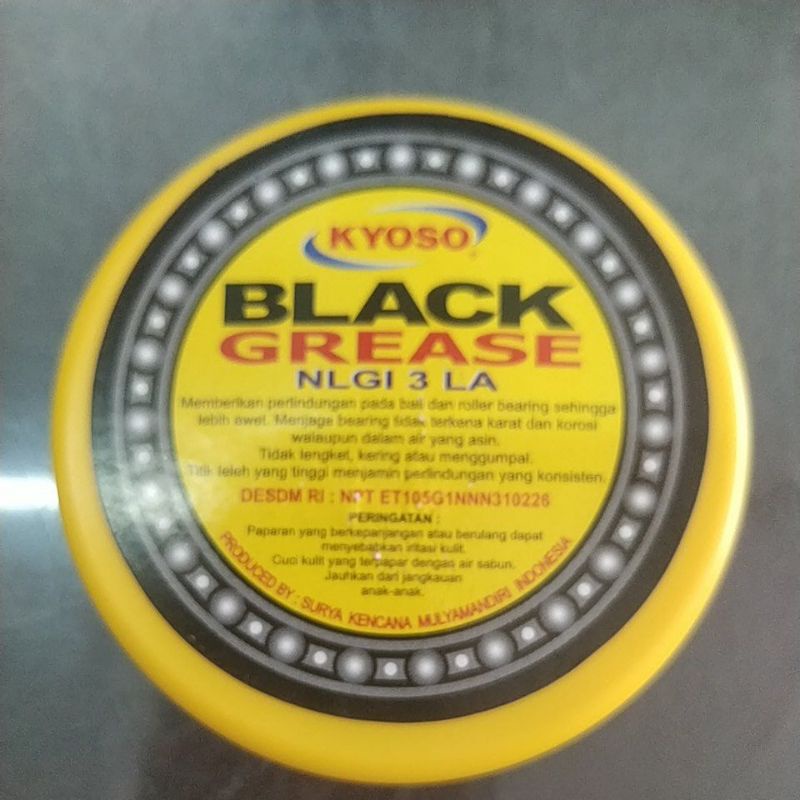 KYOSO
BLACK
GREASE
NLGI 3 LA
Memberikan perlindungan pada ball dan roller bearing sehingga
lebih awet. Menjaga bearing tidak terkena karat dan korosi
walaupun dalam air yang asin.
Tidak lengket, kering atau menggumpal.
Titik leleh yang tinggi menjamin perlindungan yang konsisten.
DESDM RI : NPT ET105G1NNN310226
PERINGATAN :
Paparan yang berkepanjangan atau berulang dapat
menyebabkan iritasi kulit.
Cuci kulit yang terpapar dengan air sabun.
Jauhkan dari jangkauan
anak-anak.
PRODUCED BY : SURYA KENCANA MULYAMANDIRI INDONESIA